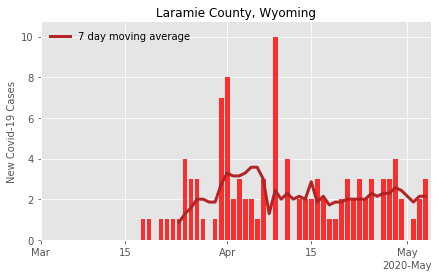 Laramie County, Wyoming
7 day moving average
New Covid-19 Cases
10
8
6
4
2
0
Mar 15 Apr 15 May
2020-May